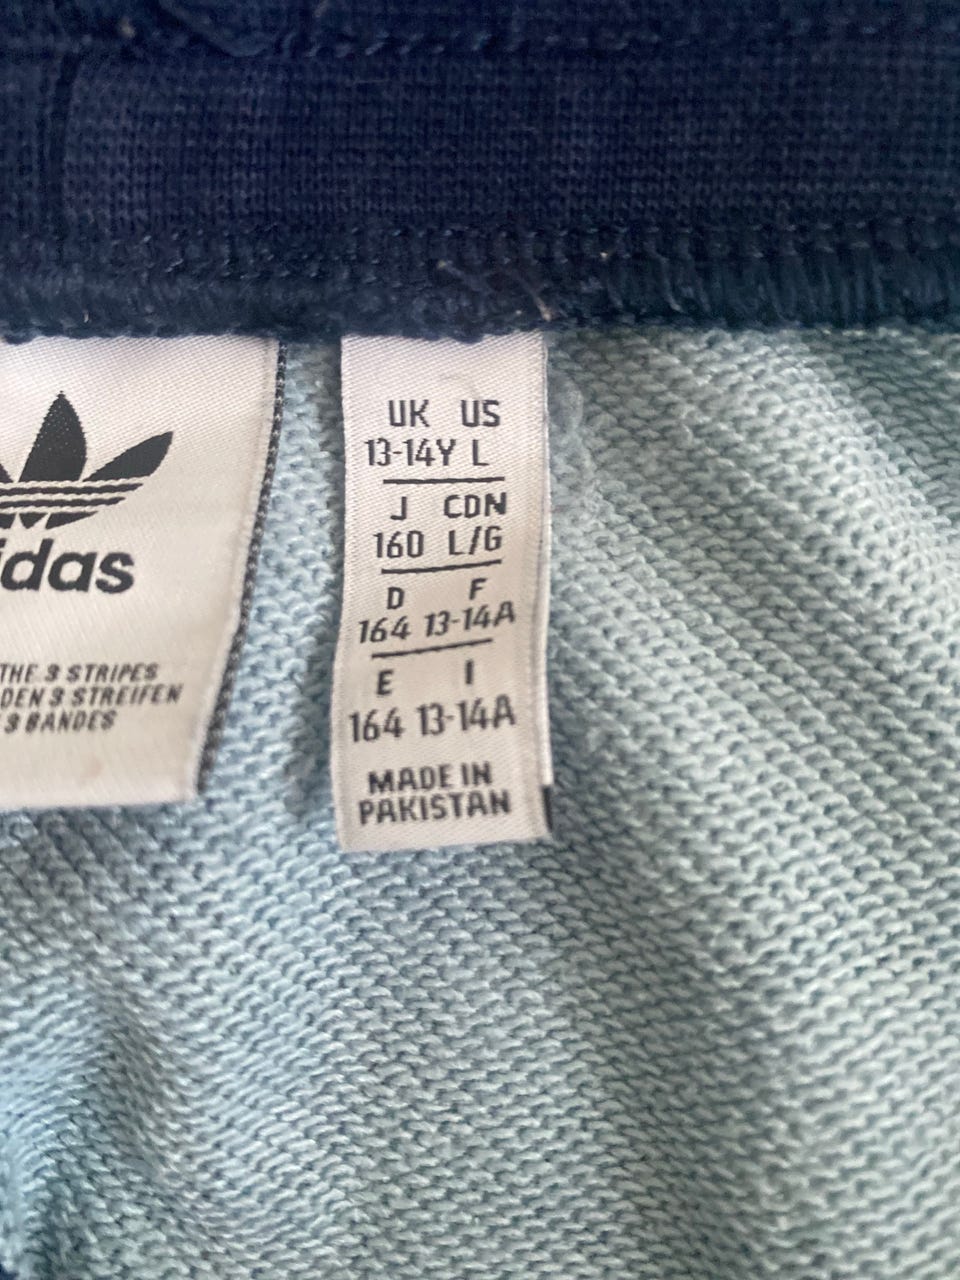 idas
THE 3 STRIPES
DEN 3 STREIFEN
3 BANDES
UK US
13-14Y L
J CDN
160 L/G
D F
164 13-14A
E I
164 13-14A
MADE IN
PAKISTAN